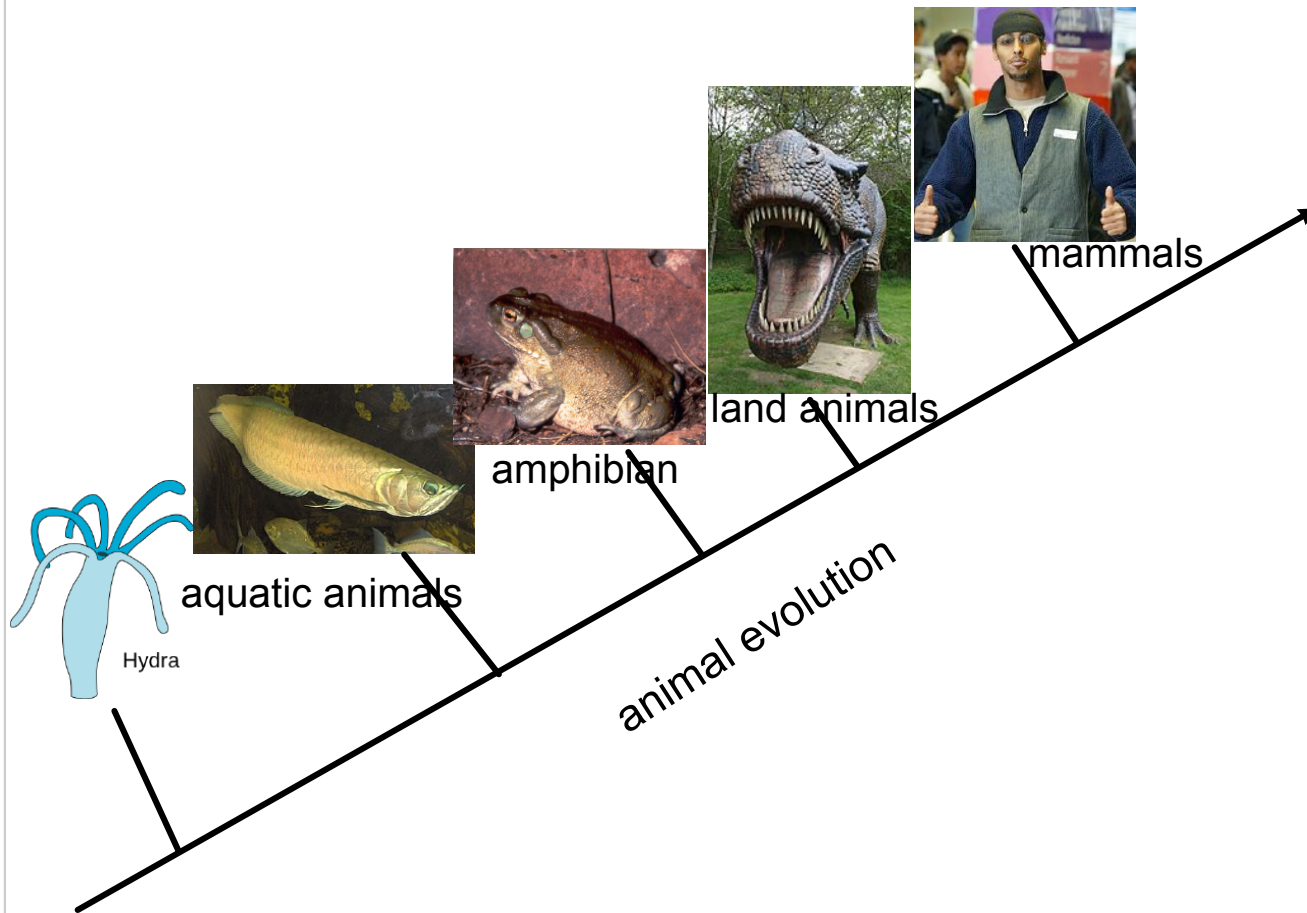 mammals
land animals
amphibian
aquatic animals
Hydra
animal evolution